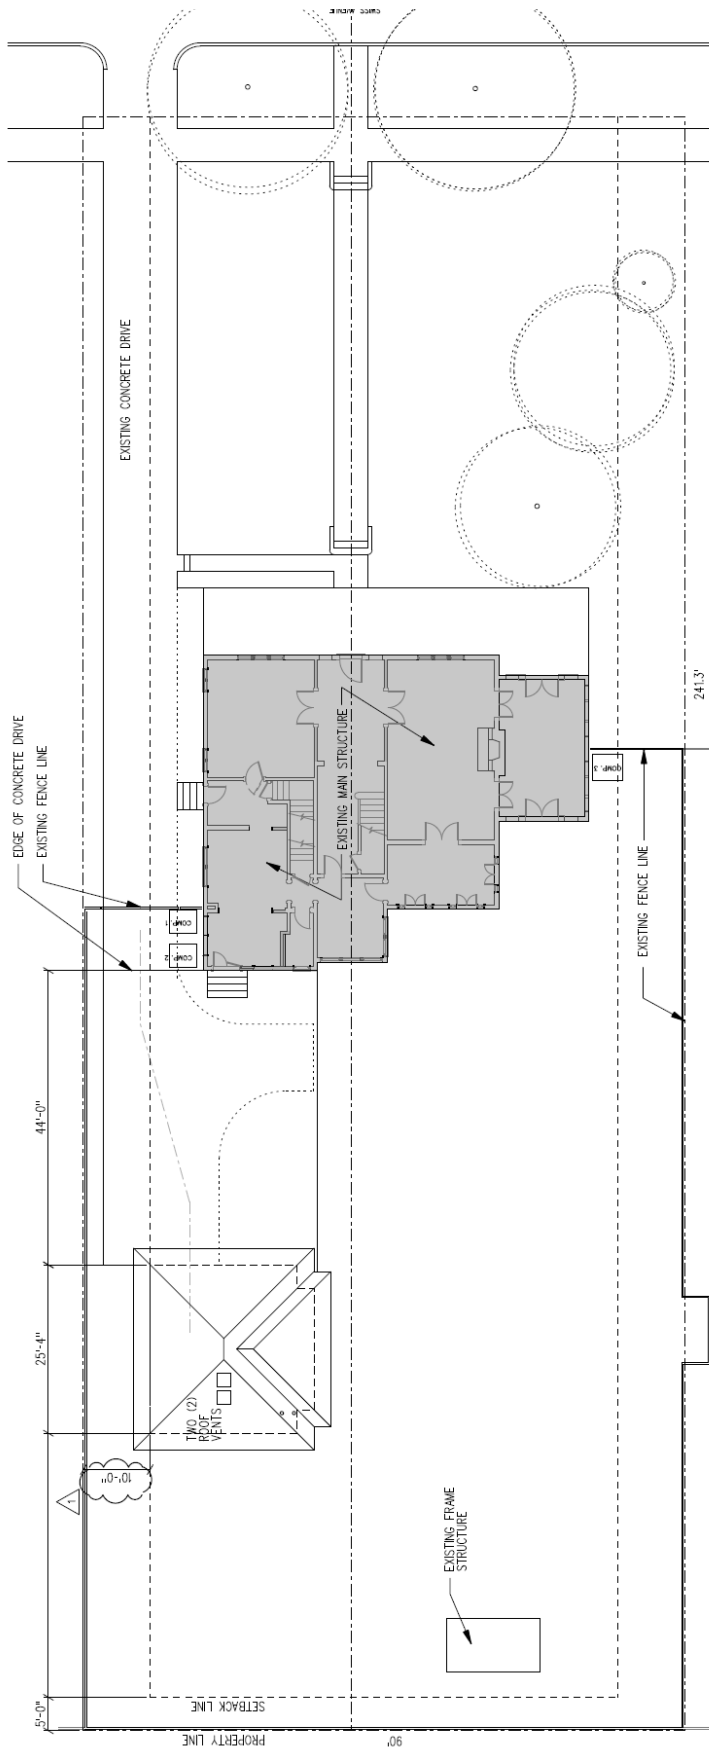 SWISS AVENUE
EXISTING CONCRETE DRIVE
EDGE OF CONCRETE DRIVE
EXISTING FENCE LINE
EXISTING MAIN STRUCTURE
COMP. 3
241.3'
COMP. 1
COMP. 2
EXISTING FENCE LINE
44'-0"
25'-4"
TWO (2)
ROOF
VENTS
10'-0"
1
EXISTING FRAME
STRUCTURE
5'-0"
SETBACK LINE
PROPERTY LINE
90'